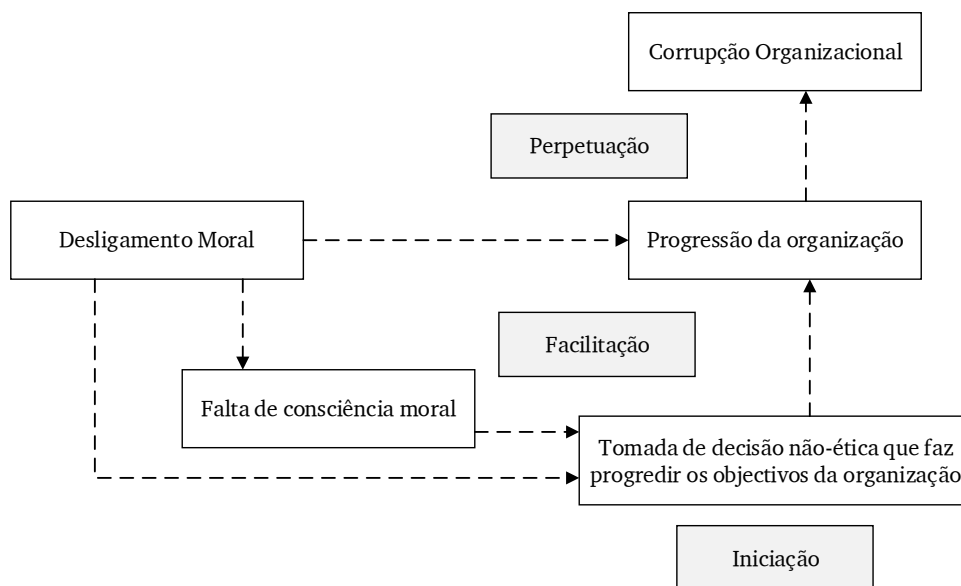 Corrupção Organizacional
Perpetuação
Desligamento Moral
Progressão da organização
Facilitação
Falta de consciência moral
Tomada de decisão não-ética que faz
progredir os objectivos da organização
Iniciação